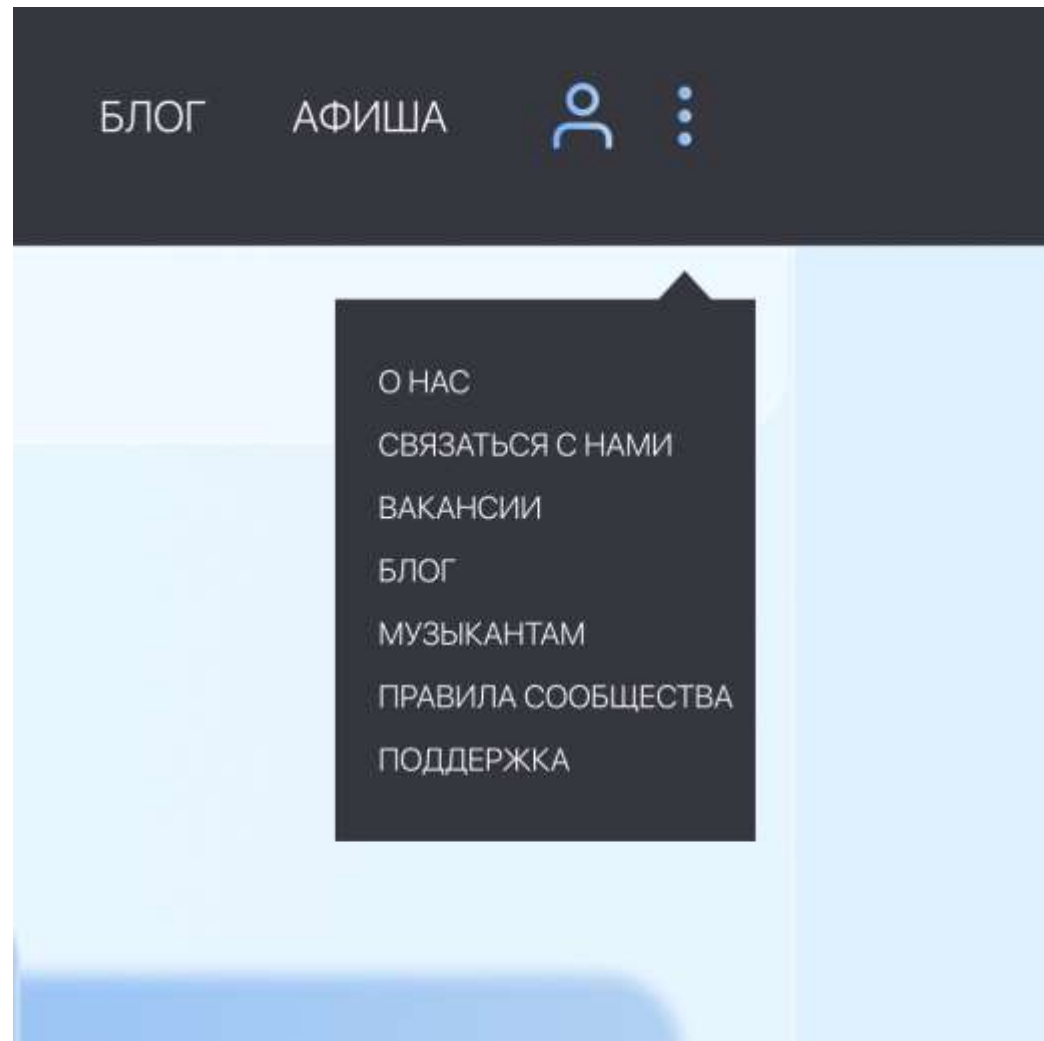 БЛОГ АФИША
О НАС
СВЯЗАТЬСЯ С НАМИ
ВАКАНСИИ
БЛОГ
МУЗЫКАНТАМ
ПРАВИЛА СООБЩЕСТВА
ПОДДЕРЖКА